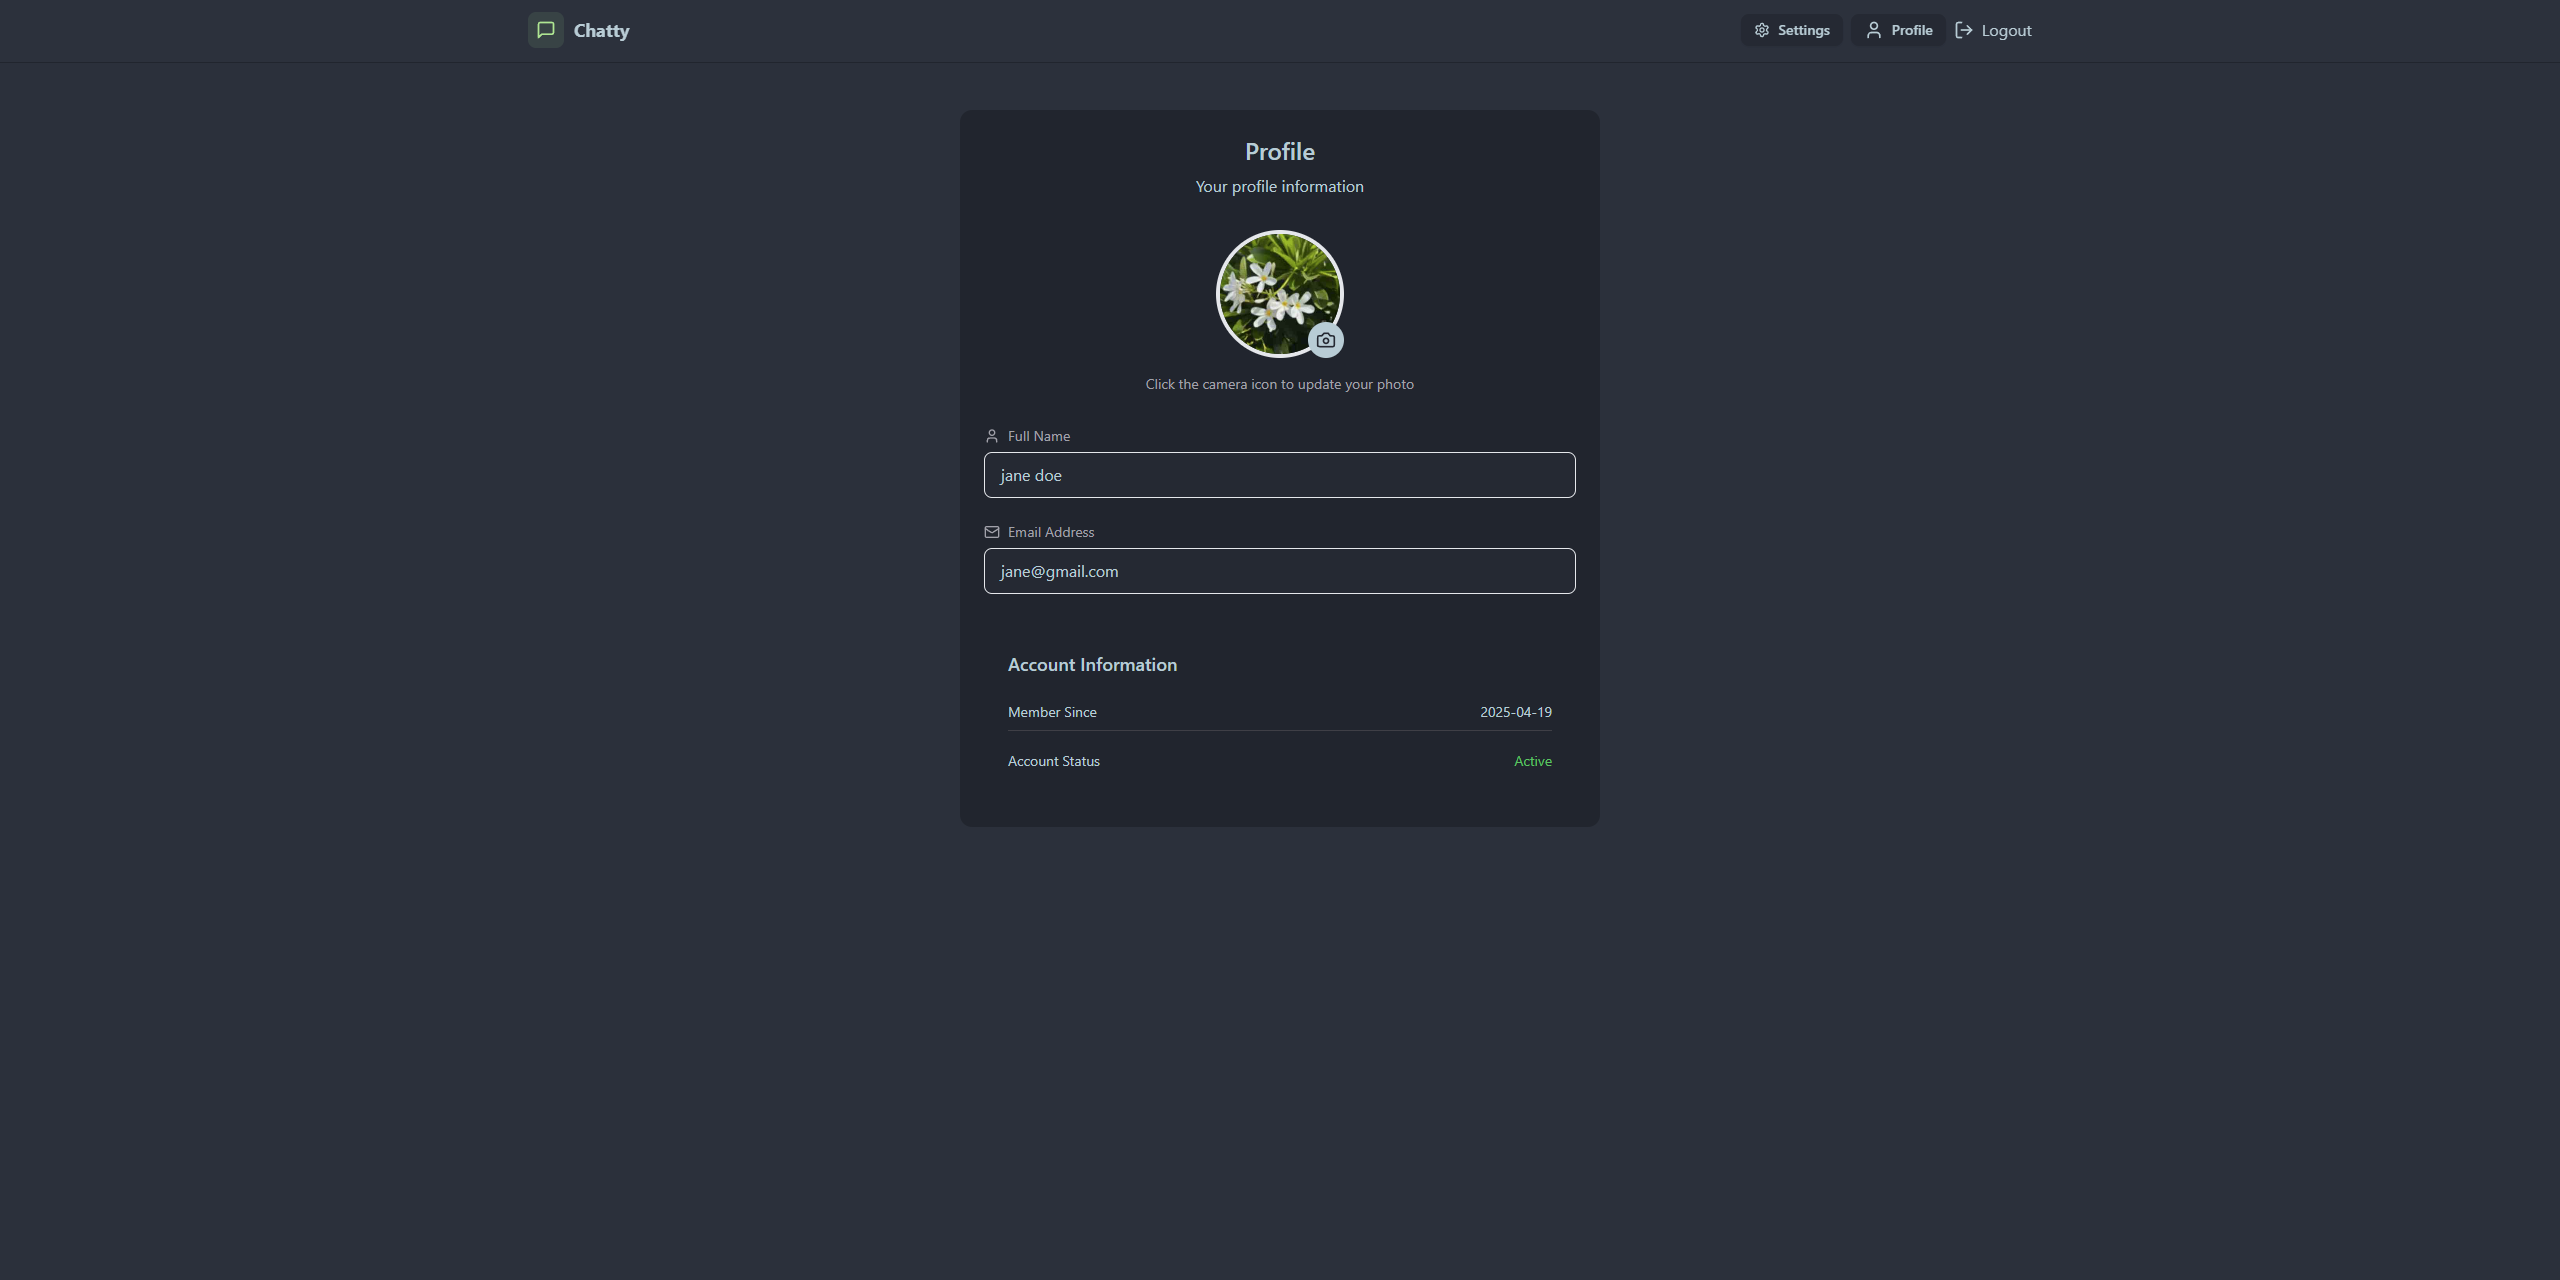 Chatty
Settings
Profile
Logout
Profile
Your profile information
Click the camera icon to update your photo
Full Name
jane doe
Email Address
jane@gmail.com
Account Information
Member Since 2025-04-19
Account Status Active